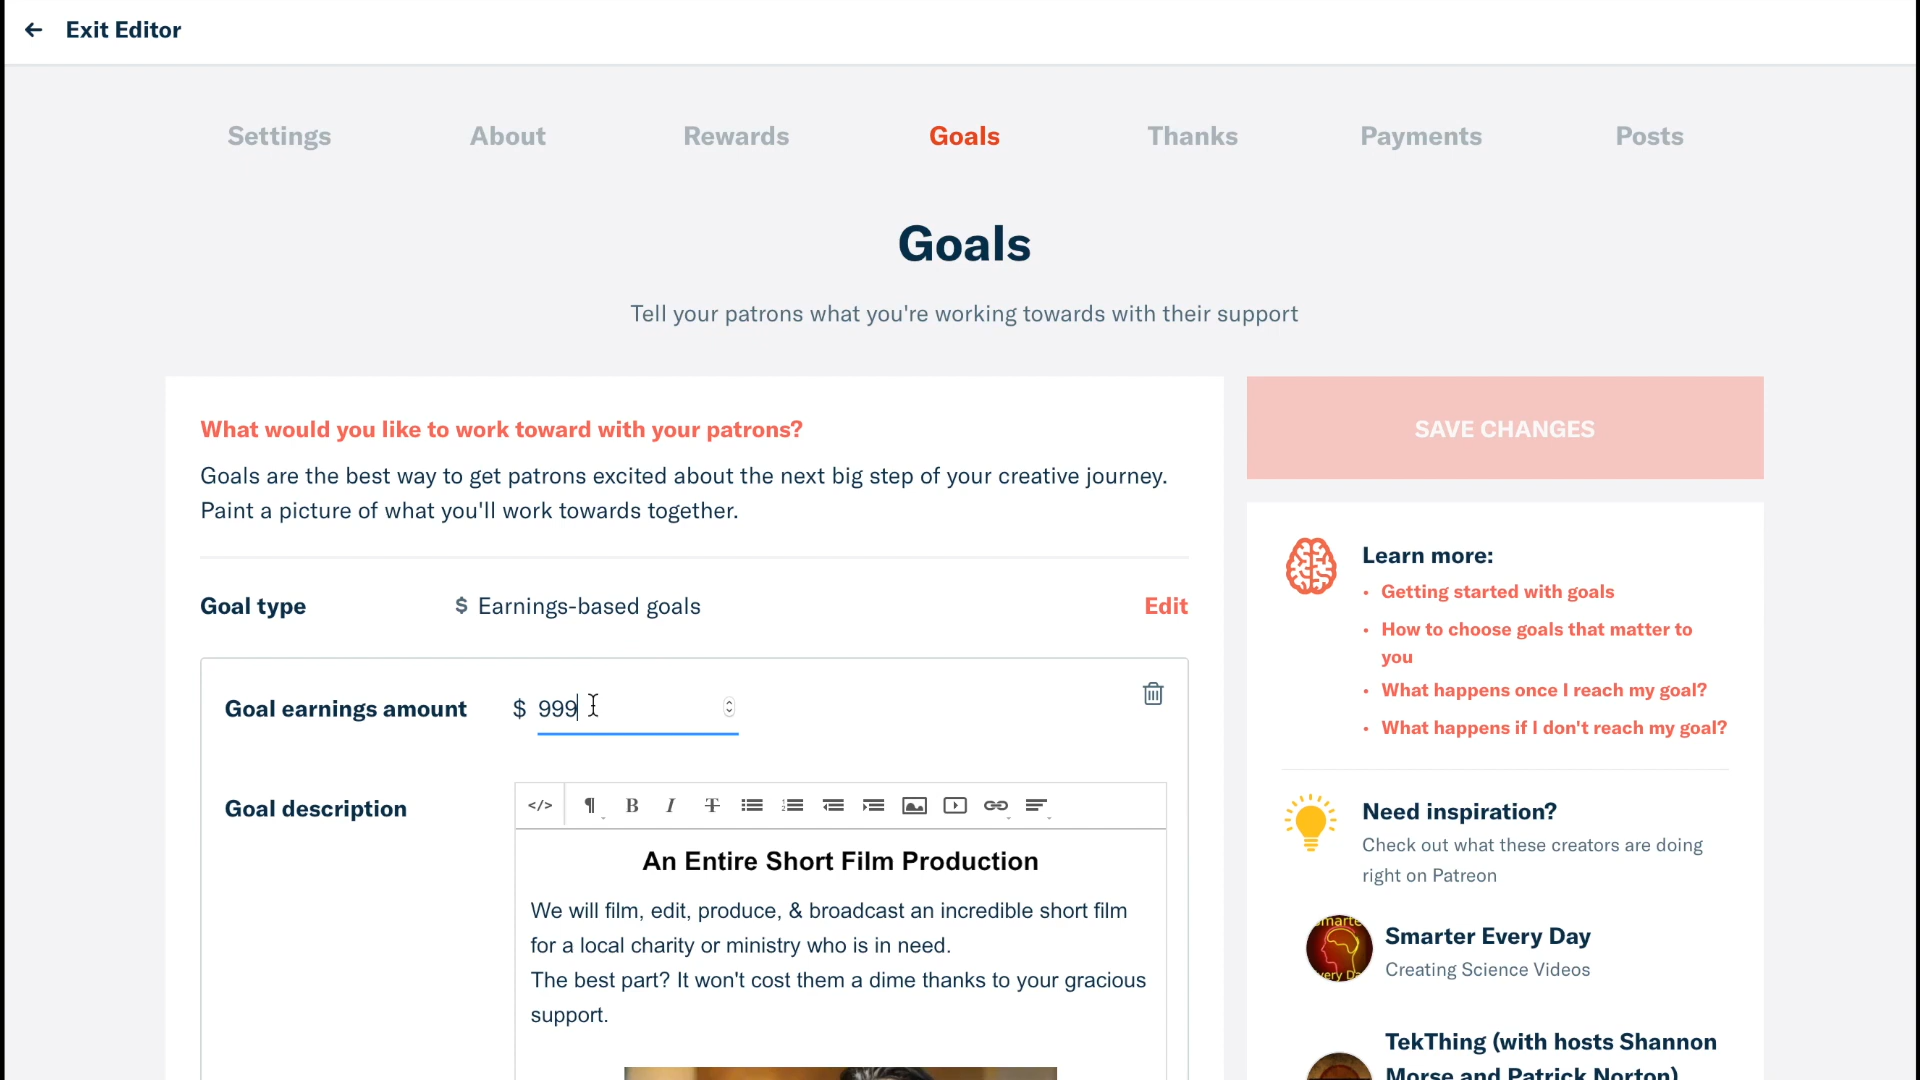 Exit Editor
Settings About Rewards Goals Thanks Payments Posts
Goals
Tell your patrons what you're working towards with their support
What would you like to work toward with your patrons?
Goals are the best way to get patrons excited about the next big step of your creative journey.
Paint a picture of what you'll work towards together.
Goal type $ Earnings-based goals Edit
Goal earnings amount $ 999
Goal description
</> ¶ B I T
An Entire Short Film Production
We will film, edit, produce, & broadcast an incredible short film
for a local charity or ministry who is in need.
The best part? It won't cost them a dime thanks to your gracious
support.
SAVE CHANGES
Learn more:
• Getting started with goals
• How to choose goals that matter to
you
• What happens once I reach my goal?
• What happens if I don't reach my goal?
Need inspiration?
Check out what these creators are doing
right on Patreon
Smarter Every Day
Creating Science Videos
TekThing (with hosts Shannon
Morse and Patrick Norton)